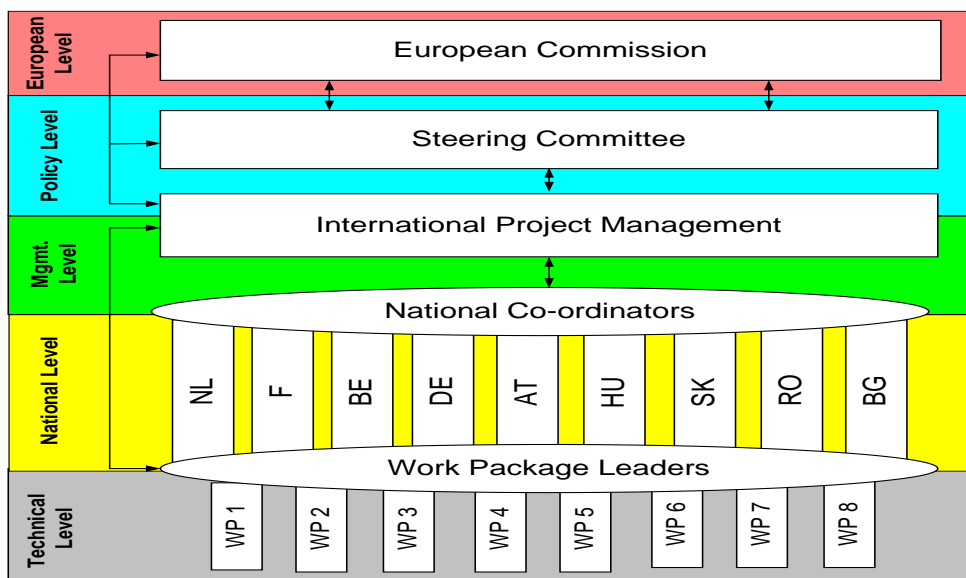 European
Level
European Commission
Policy Level
Steering Committee
International Project Management
Mgmt.
Level
National Co-ordinators
National Level
NL
F
BE
DE
AT
HU
SK
RO
BG
Work Package Leaders
Technical
Level
WP 1
WP 2
WP 3
WP 4
WP 5
WP 6
WP 7
WP 8